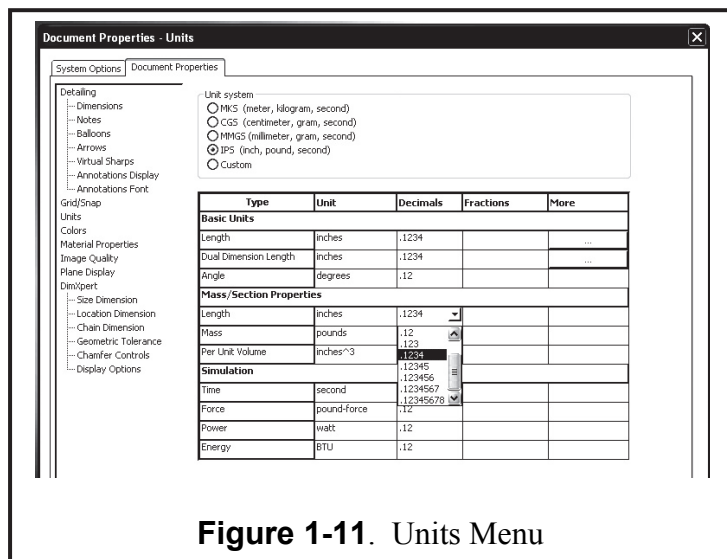 Document Properties - Units
System Options Document Properties
Detailing
Dimensions
Notes
Balloons
Arrows
Virtual Sharps
Annotations Display
Annotations Font
Grid/Snap
Units
Colors
Material Properties
Image Quality
Plane Display
DimXpert
Size Dimension
Location Dimension
Chain Dimension
Geometric Tolerance
Chamfer Controls
Display Options
Unit system
MKS (meter, kilogram, second)
CGS (centimeter, gram, second)
MMGS (millimeter, gram, second)
IPS (inch, pound, second)
Custom
Type Unit Decimals Fractions More
Basic Units
Length inches .1234 ...
Dual Dimension Length inches .1234 ...
Angle degrees .12
Mass/Section Properties
Length inches .1234
Mass pounds .12
.123
Per Unit Volume inches^3 .1234
.12345
Simulation .123456
Time second .1234567
.12345678
Force pound-force .12
Power watt .12
Energy BTU .12
Figure 1-11. Units Menu